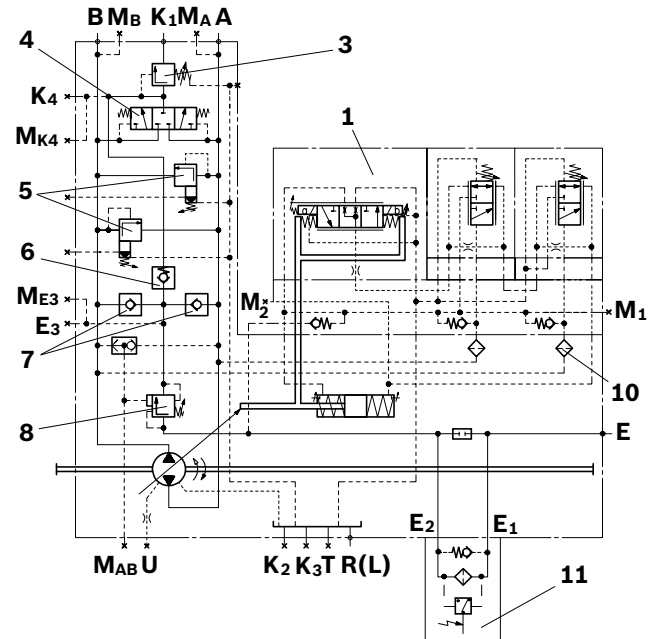 B M_B K_1 M_A A
4
3
K_4
1
M_K4
a b
5
6
M_E3
M_2
M_1
E_3
7
10
8
E
E_2 E_1
M_AB U
K_2 K_3 T R(L)
11